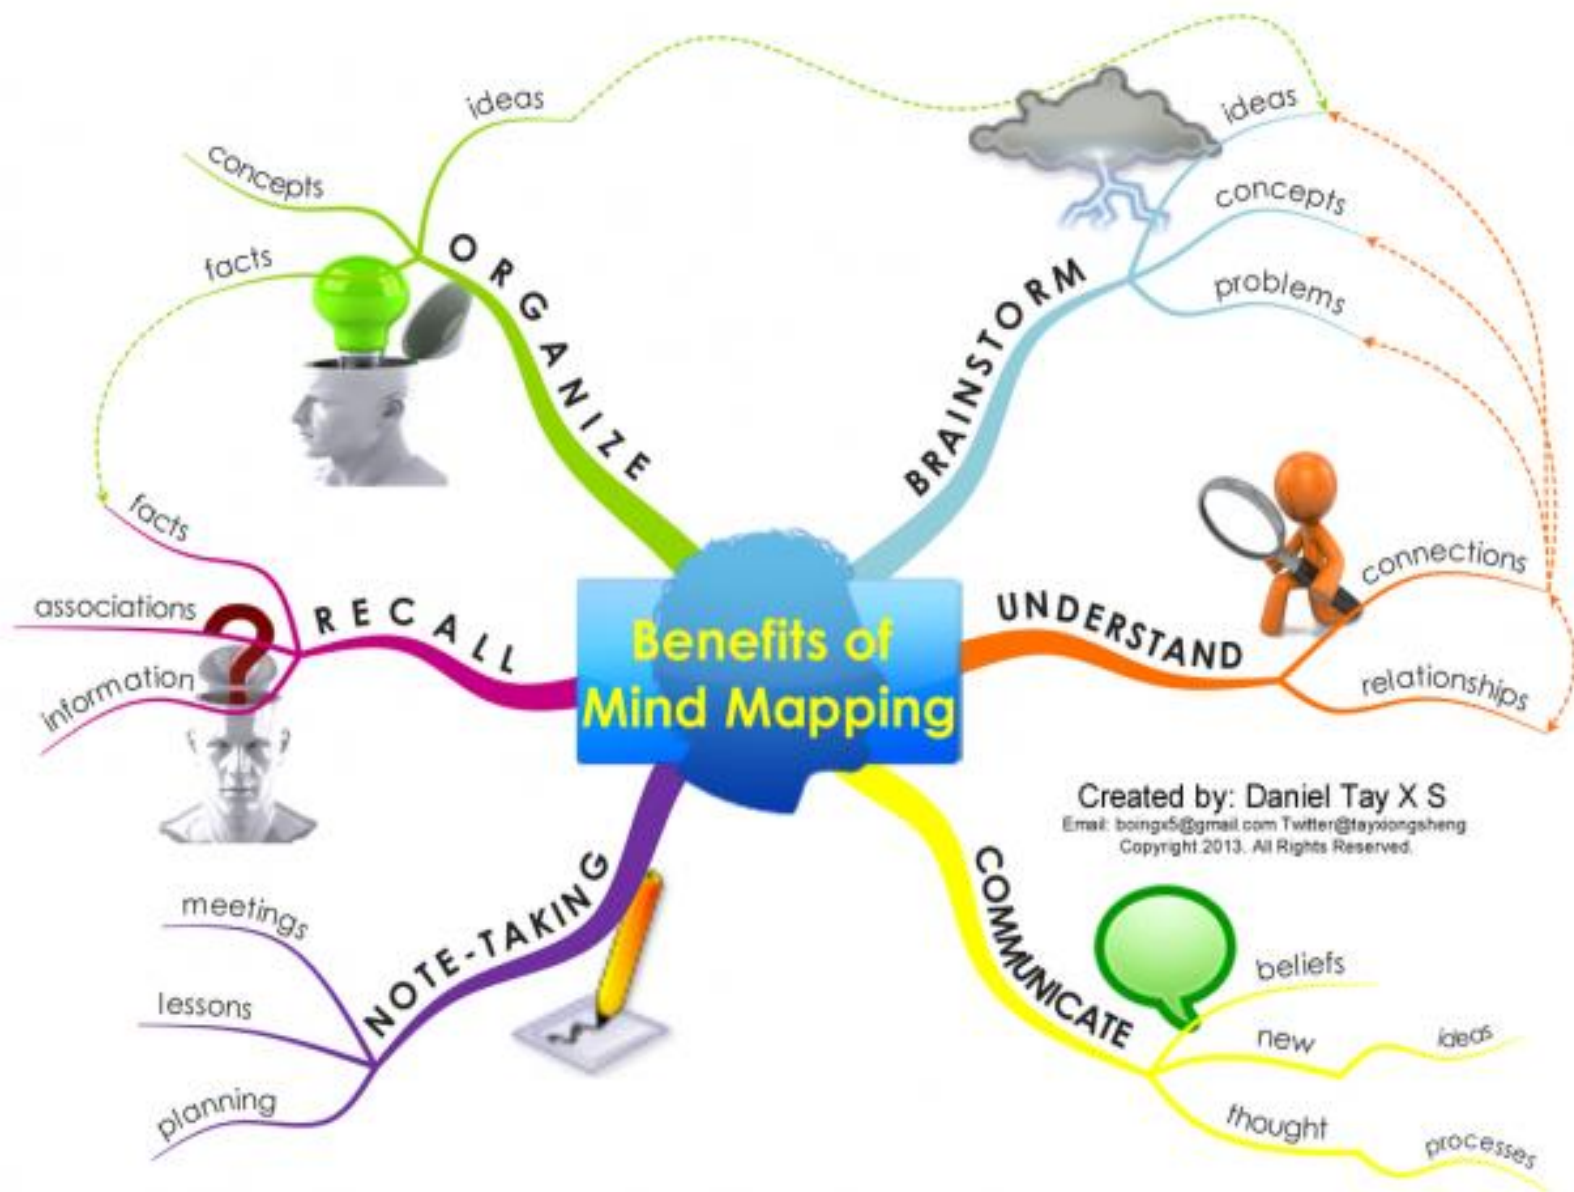 Benefits of
Mind Mapping
BRAINSTORM
ideas
concepts
problems
UNDERSTAND
connections
relationships
COMMUNICATE
beliefs
new
ideas
thought
processes
NOTE-TAKING
meetings
lessons
planning
RECALL
facts
associations
information
ORGANIZE
ideas
concepts
facts
Created by: Daniel Tay X S
Email: boingx5@gmail.com Twitter@tayxiongsheng
Copyright 2013. All Rights Reserved.